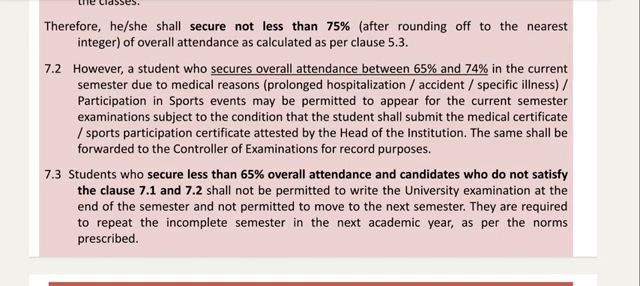 the classes.
Therefore, he/she shall secure not less than 75% (after rounding off to the nearest
integer) of overall attendance as calculated as per clause 5.3.
7.2 However, a student who secures overall attendance between 65% and 74% in the current
semester due to medical reasons (prolonged hospitalization / accident / specific illness) /
Participation in Sports events may be permitted to appear for the current semester
examinations subject to the condition that the student shall submit the medical certificate
/ sports participation certificate attested by the Head of the Institution. The same shall be
forwarded to the Controller of Examinations for record purposes.
7.3 Students who secure less than 65% overall attendance and candidates who do not satisfy
the clause 7.1 and 7.2 shall not be permitted to write the University examination at the
end of the semester and not permitted to move to the next semester. They are required
to repeat the incomplete semester in the next academic year, as per the norms
prescribed.